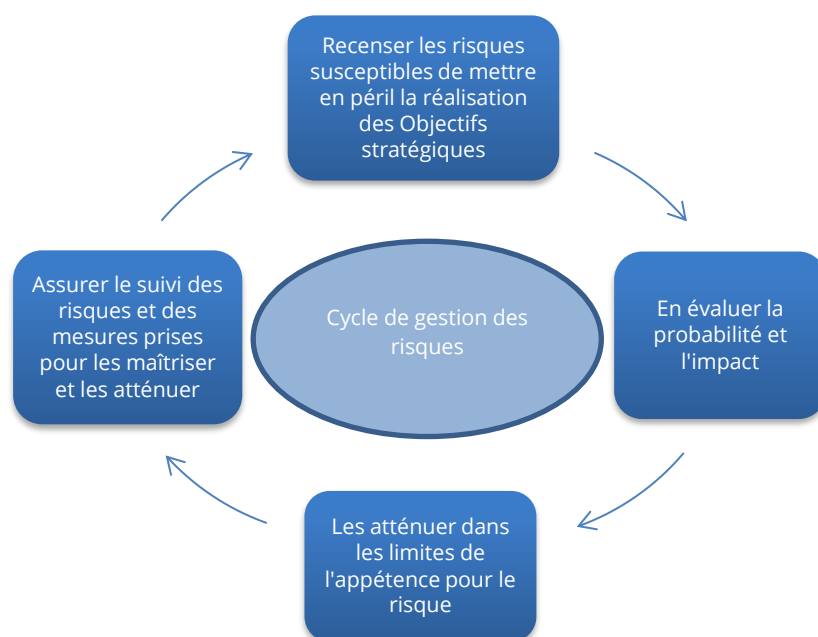 Recenser les risques
susceptibles de mettre
en péril la réalisation
des Objectifs
stratégiques
En évaluer la
probabilité et
l'impact
Les atténuer dans
les limites de
l'appétence pour le
risque
Assurer le suivi des
risques et des
mesures prises
pour les maîtriser
et les atténuer
Cycle de gestion des
risques